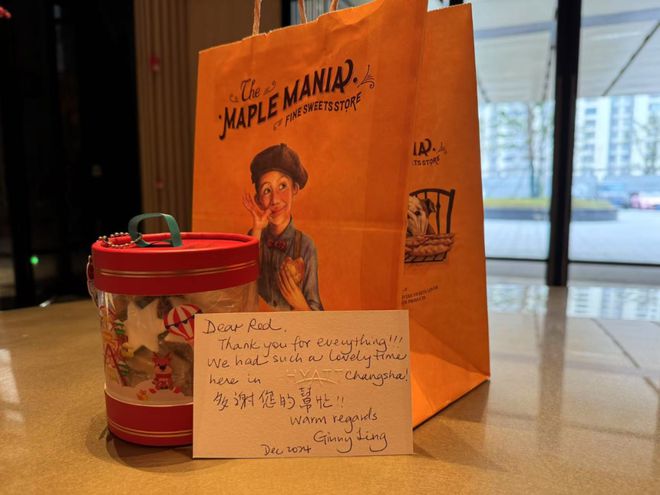 The
MAPLE MANIA
FINE SWEETS STORE
Dear Red,
Thank you for everything!!!
We had such a lovely time
here in HYATT Changsha!
多谢您的幫忙!!
Warm regards
Ginny Ling
Dec 2024